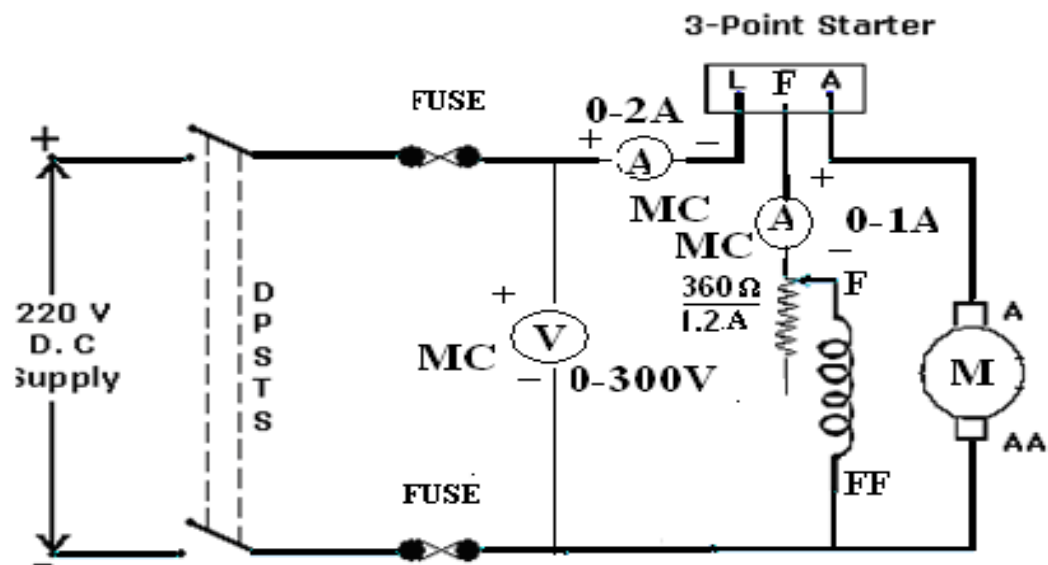 3-Point Starter
L F A
FUSE
0-2A
+
+ -
A
+
MC
MC
A
0-1A
-
360 Ω
1.2A
F
D
P
S
T
S
220 V
D. C
Supply
+
V
MC
-
0-300V
A
M
AA
FF
FUSE
-